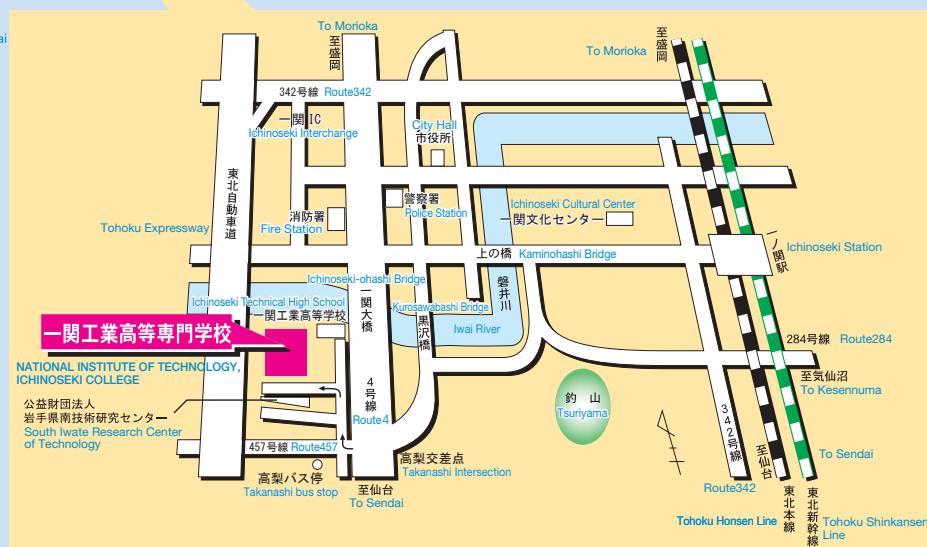 ai
To Morioka
至盛岡
To Morioka
至盛岡
342号線 Route342
一関IC
Ichinoseki Interchange
City Hall
市役所
東北自動車道
Tohoku Expressway
消防署
Fire Station
警察署
Police Station
Ichinoseki Cultural Center
一関文化センター
上の橋 Kaminohashi Bridge
一ノ関駅
Ichinoseki Station
Ichinoseki-ohashi Bridge
一関大橋
Ichinoseki Technical High School
一関工業高等学校
Kurosawabashi Bridge
黒沢橋
磐井川
Iwai River
一関工業高等専門学校
NATIONAL INSTITUTE OF TECHNOLOGY,
ICHINOSEKI COLLEGE
284号線 Route284
至気仙沼
To Kesennuma
公益財団法人
岩手県南技術研究センター
South Iwate Research Center
of Technology
4号線
Route4
釣山
Tsuriyama
342号線
Route342
457号線 Route457
高梨バス停
Takanashi bus stop
高梨交差点
Takanashi Intersection
至仙台
To Sendai
至仙台
To Sendai
東北本線
Tohoku Honsen Line
東北新幹線
Tohoku Shinkansen
Line